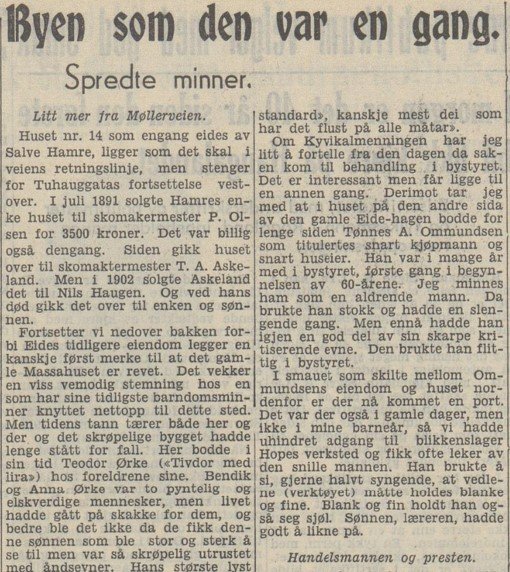 Byen som den var en gang.
Spredte minner.
Litt mer fra Møllerveien.
Huset nr. 14 som engang eides av
Salve Hamre, ligger som det skal i
veiens retningslinje, men stenger
for Tuhauggatas fortsettelse vest-
over. I juli 1891 solgte Hamres en-
ke huset til skomakermester P. Ol-
sen for 3500 kroner. Det var billig
også dengang. Siden gikk huset
over til skomaktermester T. A. Aske-
land. Men i 1902 solgte Askeland
det til Nils Haugen. Og ved hans
død gikk det over til enken og søn-
nen.
Fortsetter vi nedover bakken for-
bi Eides tidligere eiendom legger en
kanskje først merke til at det gam-
le Massahuset er revet. Det vekker
en viss vemodig stemning hos en
som har sine tidligste barndomsmin-
ner knyttet nettopp til dette sted.
Men tidens tann tærer både her og
der og det skrøpelige bygget hadde
lenge stått for fall. Her bodde i
sin tid Teodor Ørke («Tivdor med
lira») hos foreldrene sine. Bendik
og Anna Ørke var to pyntelig og
elskverdige mennesker, men livet
hadde gått på skakke for dem, og
bedre ble det ikke da de fikk den-
ne sønnen som ble stor og sterk å
se til men var så skrøpelig utrustet
med åndsevner. Hans største lyst
standard», kanskje mest dei som
har det flust på alle måtar».
Om Kyvikalmenningen har jeg
litt å fortelle fra den dagen da sak-
en kom til behandling i bystyret.
Det er interessant men får ligge til
en annen gang. Derimot tar jeg
med at i huset på den andre sida
av den gamle Eide-hagen bodde for
lenge siden Tønnes A. Ommundsen
som titulertes snart kjøpmann og
snart huseier. Han var i mange år
med i bystyret, første gang i begyn-
nelsen av 60-årene. Jeg minnes
ham som en aldrende mann. Da
brukte han stokk og hadde en slen-
gende gang. Men ennå hadde han
igjen en god del av sin skarpe kri-
tiserende evne. Den brukte han flit-
tig i bystyret.
I smauet som skilte mellom Om-
mundsens eiendom og huset nor-
denfor er der nå kommet en port.
Det var der også i gamle dager, men
ikke i mine barneår, så vi hadde
uhindret adgang til blikkenslager
Hopes verksted og fikk ofte leker av
den snille mannen. Han brukte å
si, gjerne halvt syngende, at vedle-
ne (verktøyet) måtte holdes blanke
og fine. Blank og fin holdt han og-
så seg sjøl. Sønnen, læreren, hadde
godt å likne på.
Handelsmannen og presten.